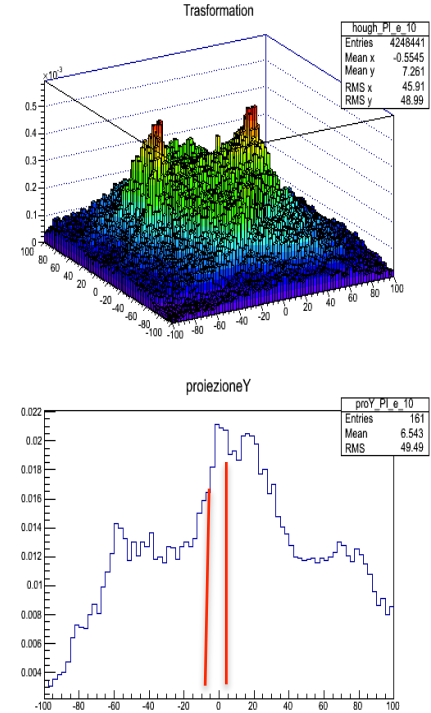 Trasformation
hough_PI_e_10
Entries 4248441
Mean x -0.5545
Mean y 7.261
RMS x 45.91
RMS y 48.99
×10⁻³
0.5
0.4
0.3
0.2
0.1
0
100 80 60 40 20 0 -20 -40 -60 -80 -100
-100 -80 -60 -40 -20 0 20 40 60 80 100
proiezioneY
proY_PI_e_10
Entries 161
Mean 6.543
RMS 49.49
0.022
0.02
0.018
0.016
0.014
0.012
0.01
0.008
0.006
0.004
-100 -80 -60 -40 -20 0 20 40 60 80 100